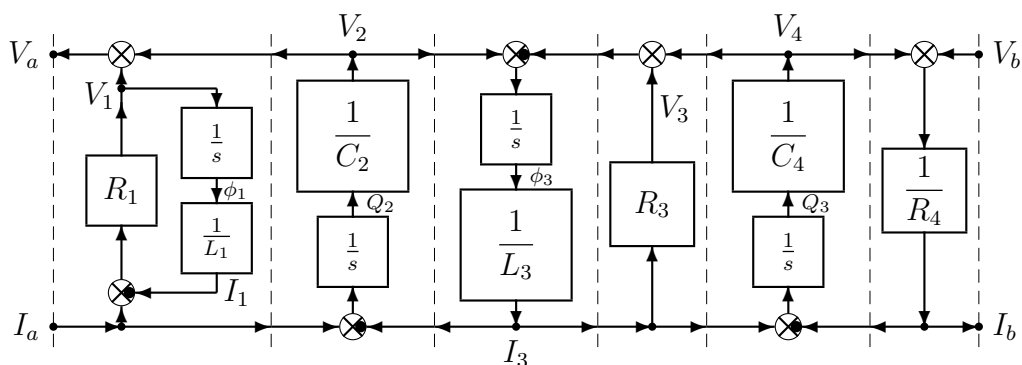 V_a V_2 V_4 V_b
V_1 V_3
1/s 1/C_2 1/s 1/C_4
R_1 ϕ_1 Q_2 ϕ_3 R_3 Q_3 1/R_4
1/L_1 1/s 1/L_3 1/s
I_1
I_a I_3 I_b